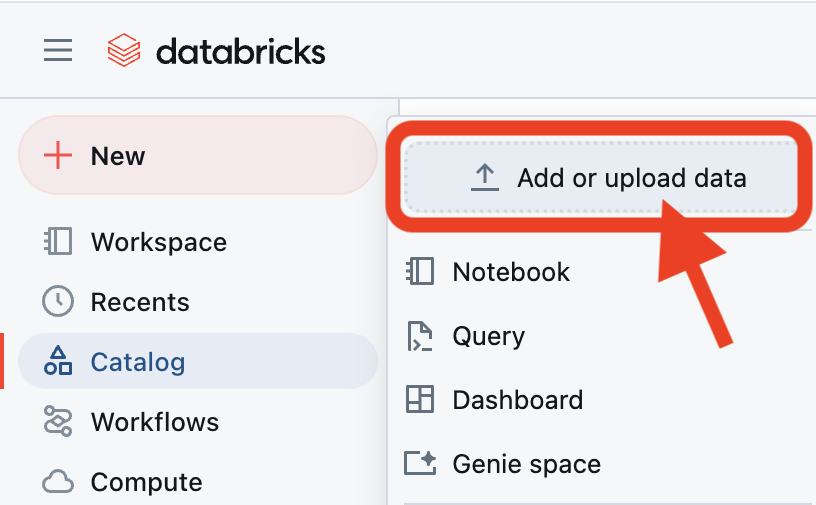 databricks
New
Workspace
Recents
Catalog
Workflows
Compute
Add or upload data
Notebook
Query
Dashboard
Genie space